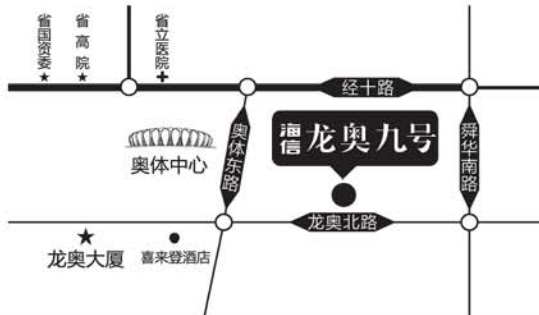 省国资委
省高院
省立医院
经十路
海信 龙奥九号
奥体中心
奥体东路
舜华南路
龙奥北路
龙奥大厦
喜来登酒店